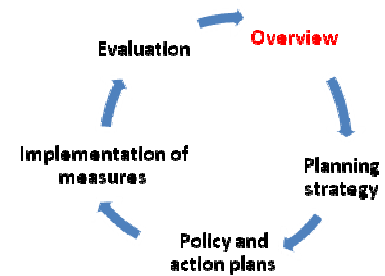 Overview
Planning
strategy
Policy and
action plans
Implementation of
measures
Evaluation